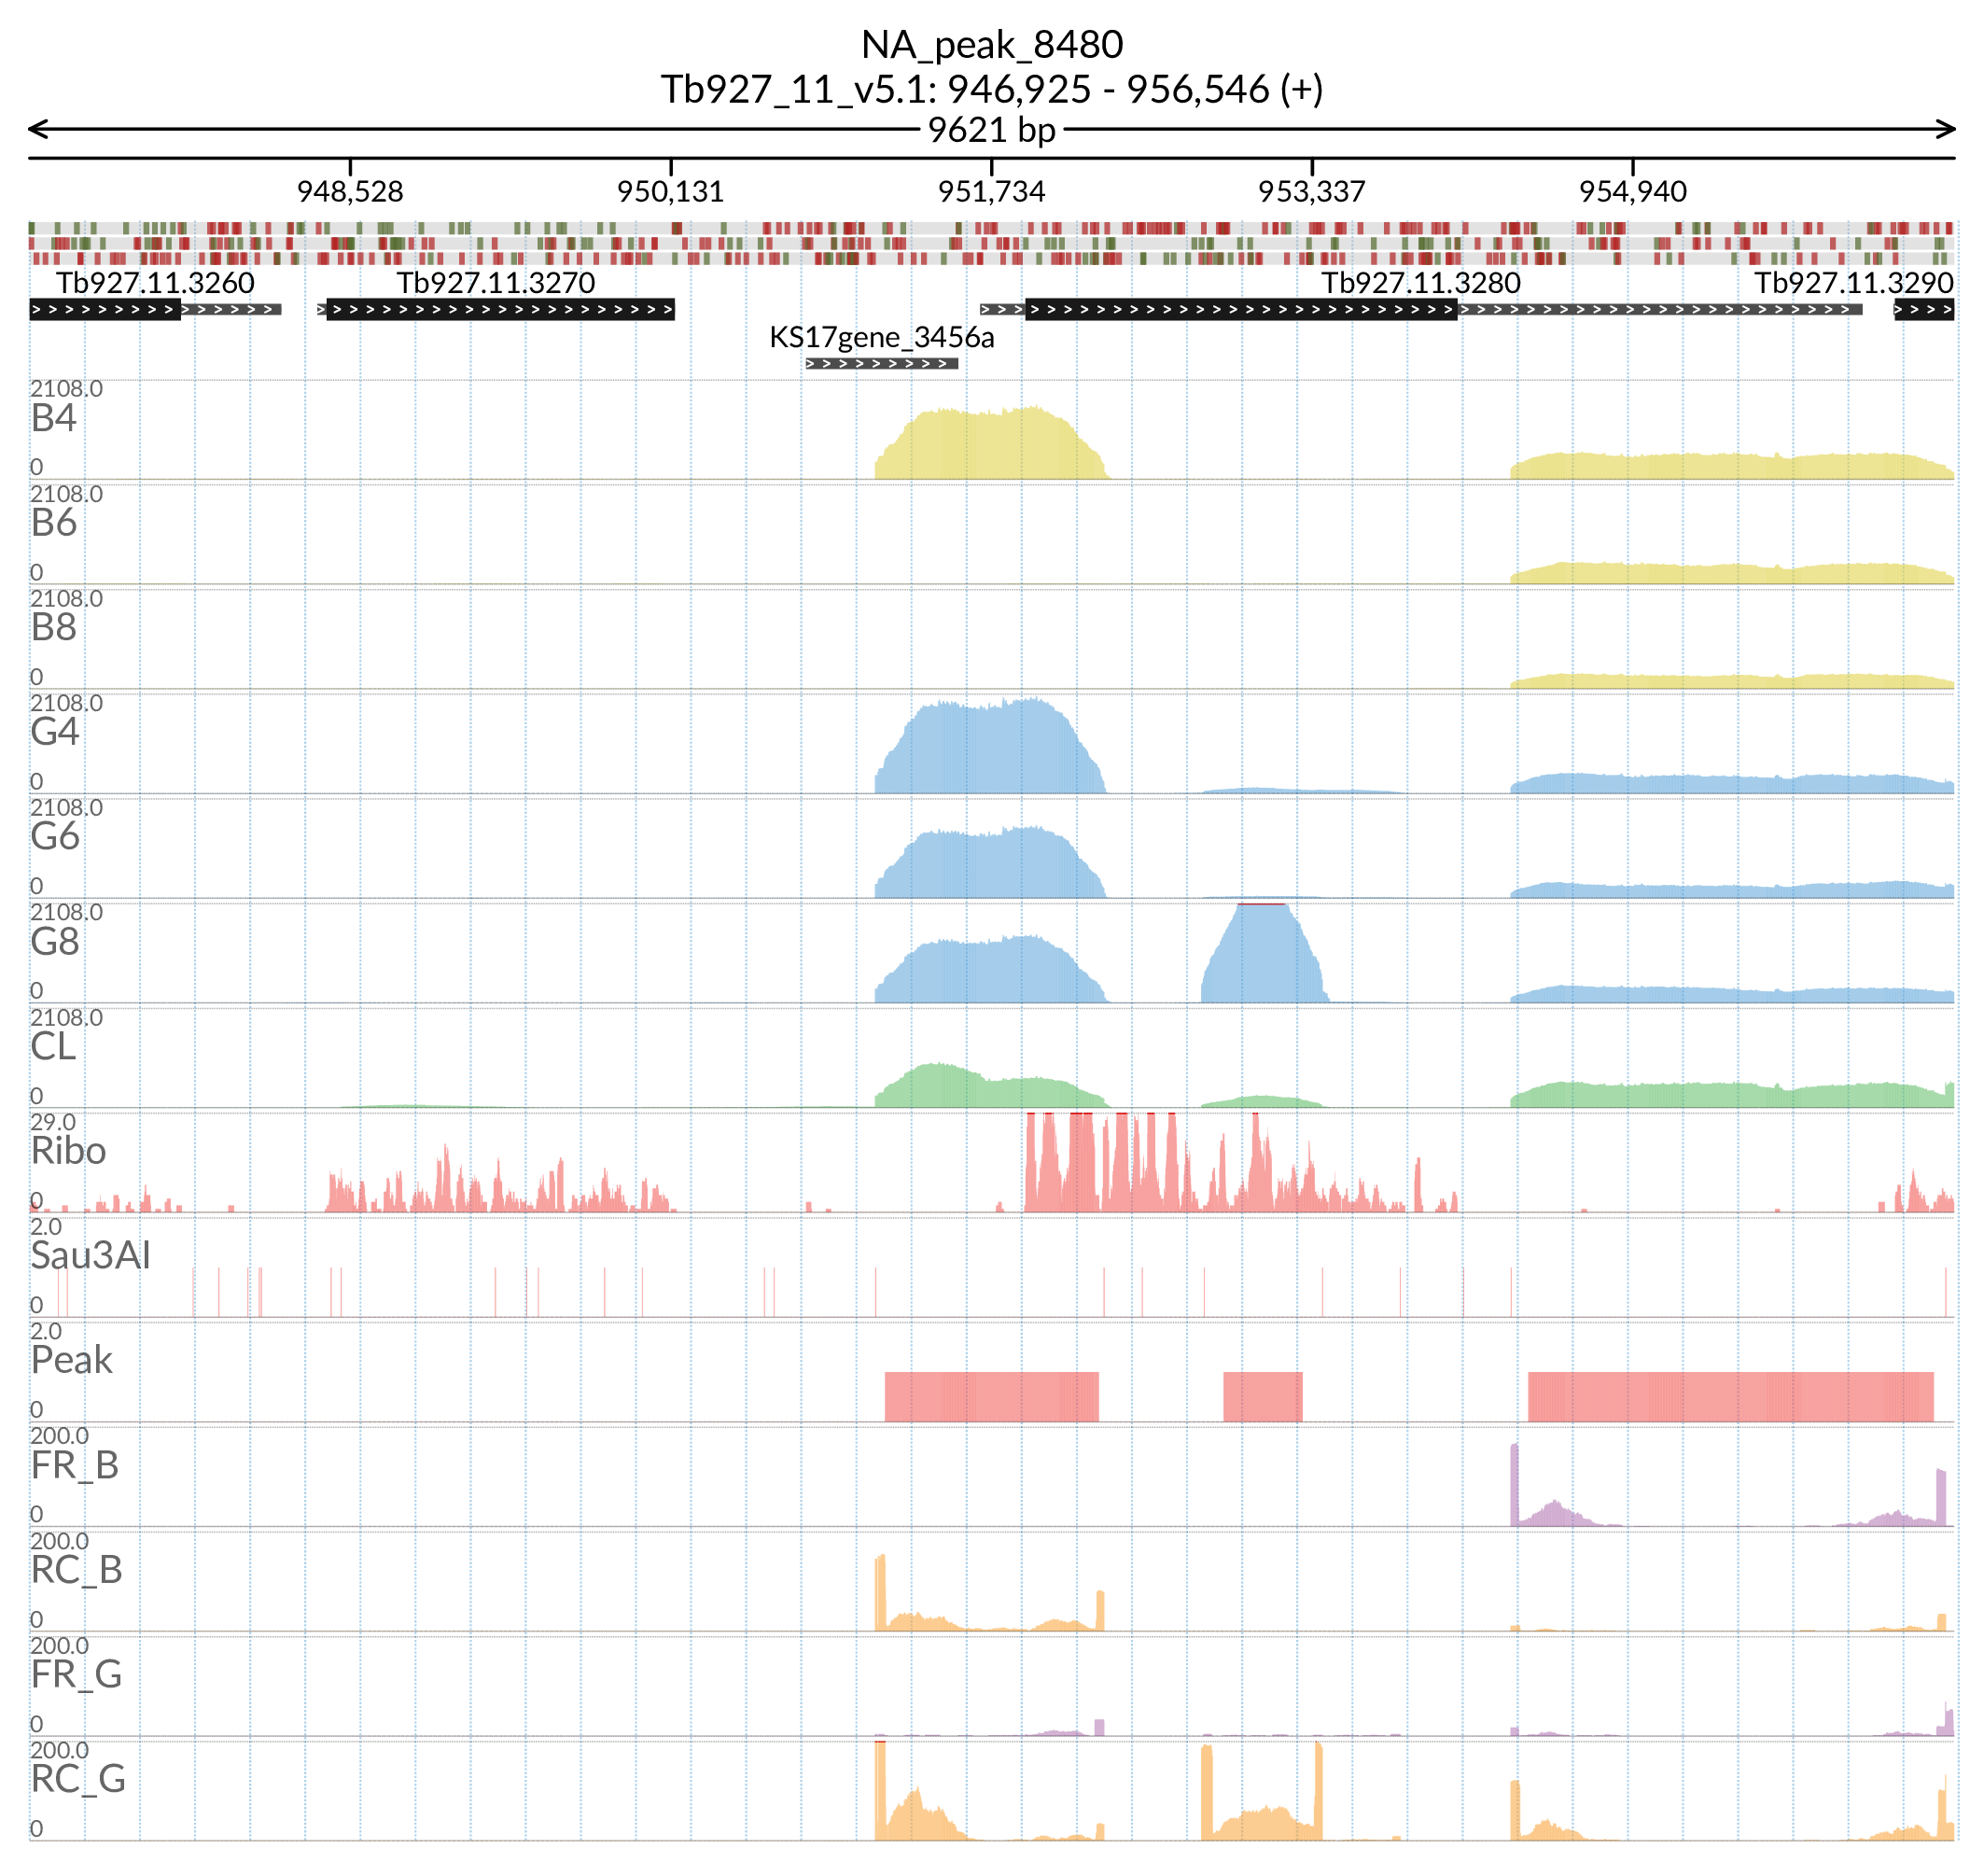 NA_peak_8480
Tb927_11_v5.1: 946,925 - 956,546 (+)
9621 bp
948,528 950,131 951,734 953,337 954,940
Tb927.11.3260 Tb927.11.3270 Tb927.11.3280 Tb927.11.3290
KS17gene_3456a
2108.0
B4
0
2108.0
B6
0
2108.0
B8
0
2108.0
G4
0
2108.0
G6
0
2108.0
G8
0
2108.0
CL
0
29.0
Ribo
0
2.0
Sau3AI
0
2.0
Peak
0
200.0
FR_B
0
200.0
RC_B
0
200.0
FR_G
0
200.0
RC_G
0